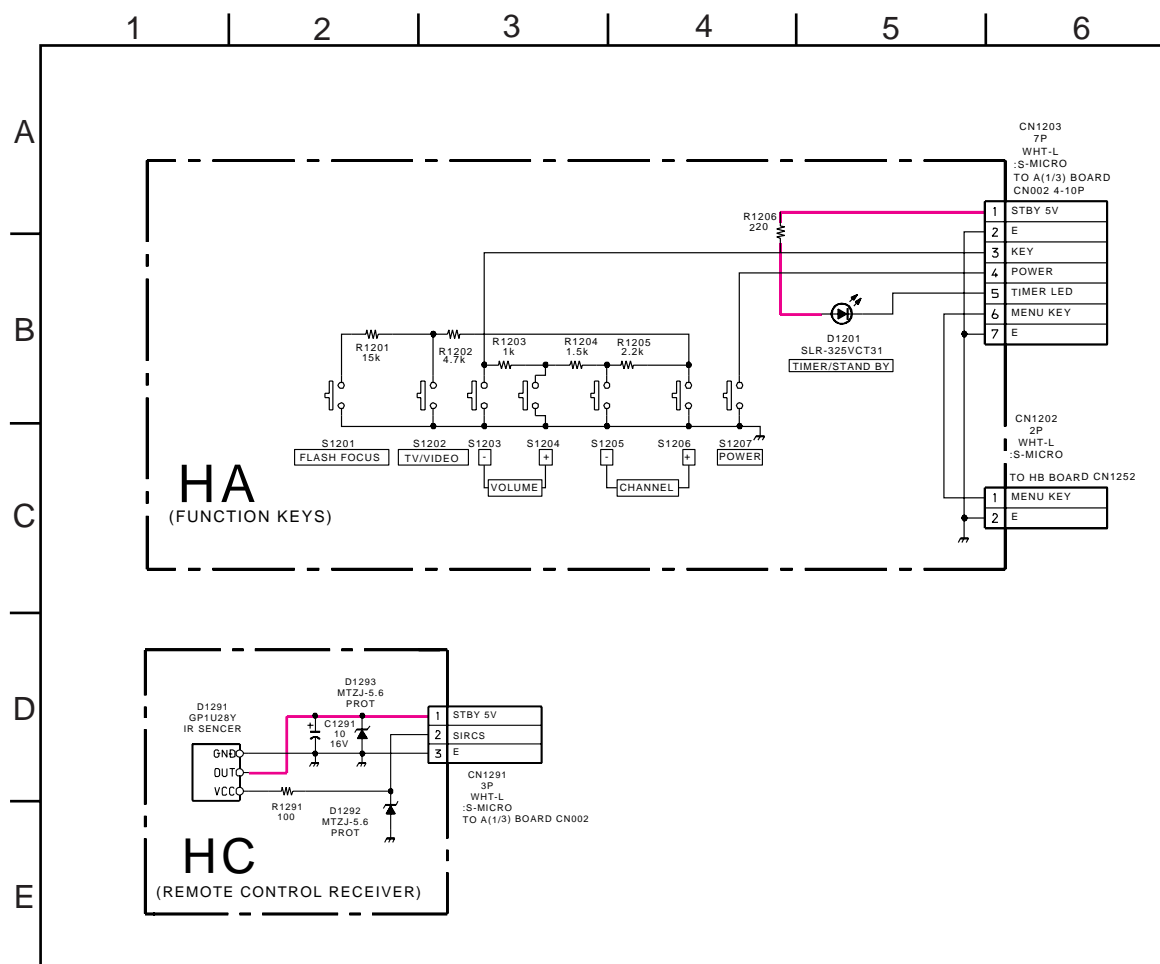 1 2 3 4 5 6
A
B
C
D
E
CN1203
7P
WHT-L
:S-MICRO
TO A(1/3) BOARD
CN002 4-10P
1 STBY 5V
2 E
3 KEY
4 POWER
5 TIMER LED
6 MENU KEY
7 E
R1206
220
D1201
SLR-325VCT31
TIMER/STAND BY
R1201
15k
R1202
4.7k
R1203
1k
R1204
1.5k
R1205
2.2k
S1201
FLASH FOCUS
S1202
TV/VIDEO
S1203
-
S1204
+
VOLUME
S1205
-
S1206
+
CHANNEL
S1207
POWER
HA
(FUNCTION KEYS)
CN1202
2P
WHT-L
:S-MICRO
TO HB BOARD CN1252
1 MENU KEY
2 E
D1291
GP1U28Y
IR SENCER
GND
OUT
VCC
D1293
MTZJ-5.6
PROT
+
C1291
10
16V
1 STBY 5V
2 SIRCS
3 E
CN1291
3P
WHT-L
:S-MICRO
TO A(1/3) BOARD CN002
R1291
100
D1292
MTZJ-5.6
PROT
HC
(REMOTE CONTROL RECEIVER)